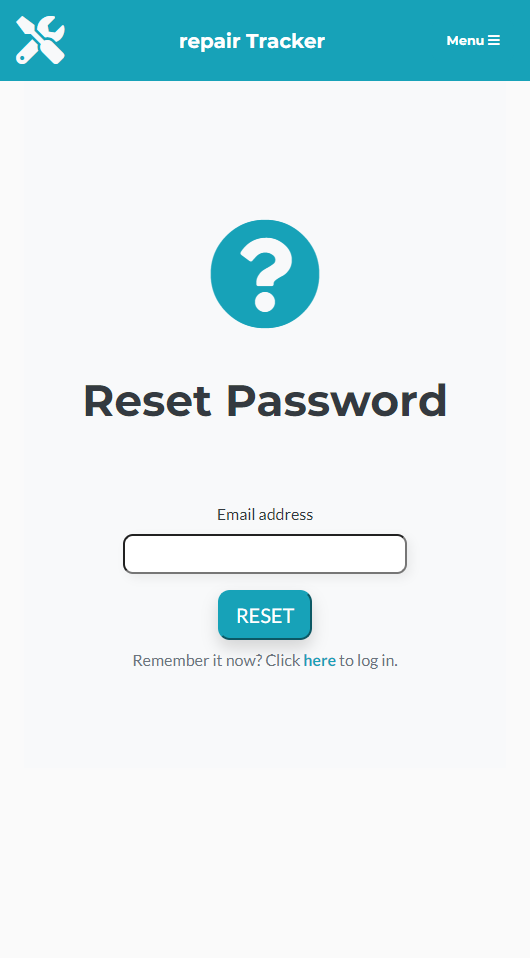 repair Tracker
Menu
Reset Password
Email address
RESET
Remember it now? Click here to log in.